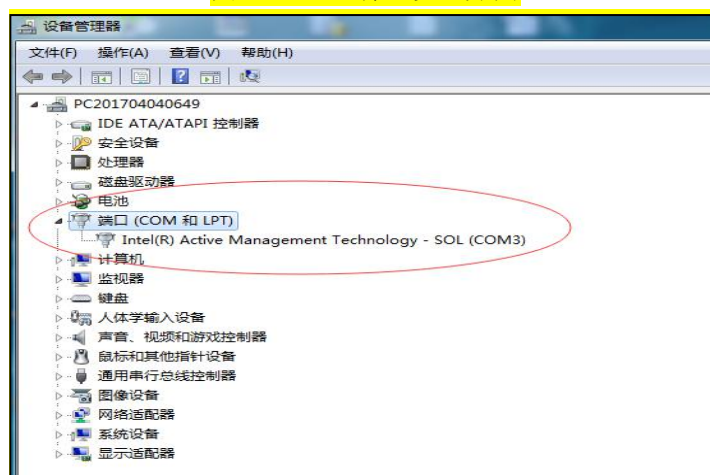 设备管理器
文件(F) 操作(A) 查看(V) 帮助(H)
PC201704040649
IDE ATA/ATAPI 控制器
安全设备
处理器
磁盘驱动器
电池
端口 (COM 和 LPT)
Intel(R) Active Management Technology - SOL (COM3)
计算机
监视器
键盘
人体学输入设备
声音、视频和游戏控制器
鼠标和其他指针设备
通用串行总线控制器
图像设备
网络适配器
系统设备
显示适配器